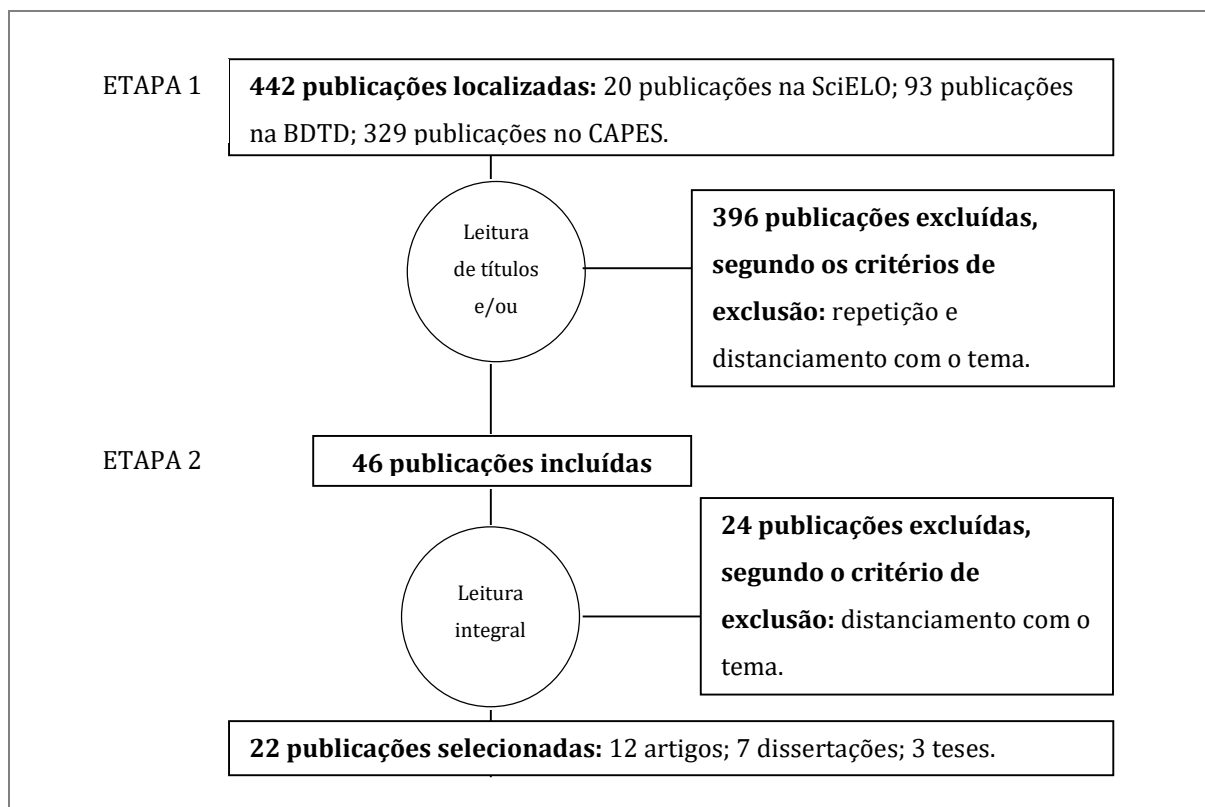 ETAPA 1
442 publicações localizadas: 20 publicações na SciELO; 93 publicações
na BDTD; 329 publicações no CAPES.
Leitura
de títulos
e/ou
396 publicações excluídas,
segundo os critérios de
exclusão: repetição e
distanciamento com o tema.
ETAPA 2
46 publicações incluídas
24 publicações excluídas,
segundo o critério de
exclusão: distanciamento com o
tema.
Leitura
integral
22 publicações selecionadas: 12 artigos; 7 dissertações; 3 teses.